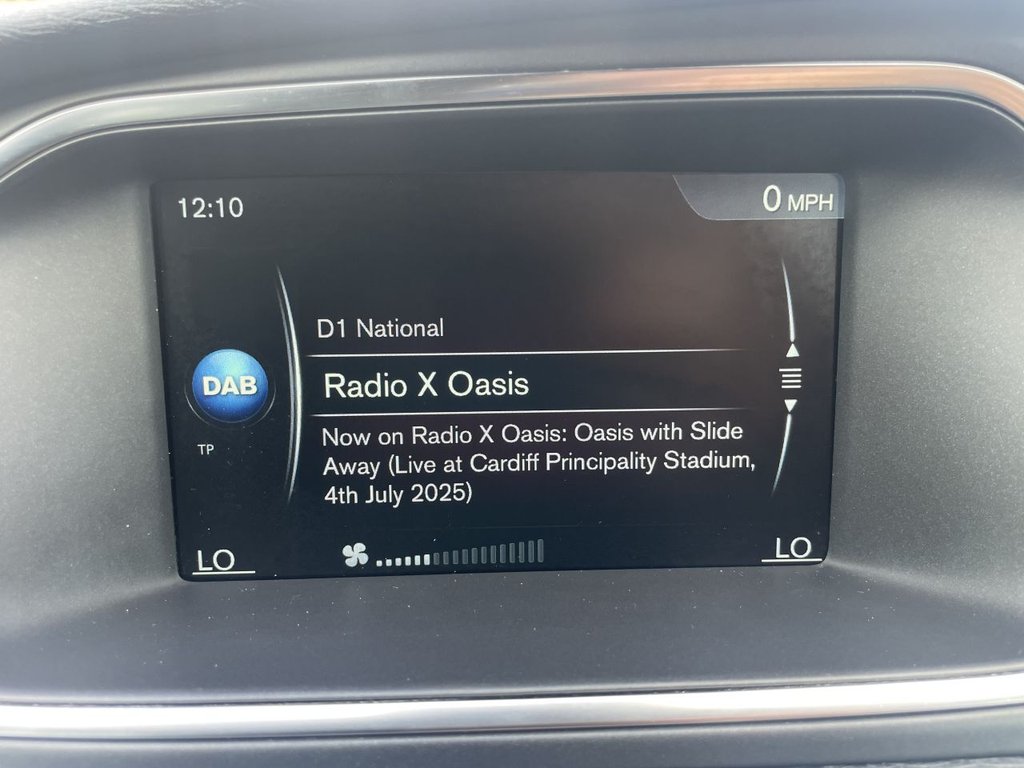 12:10
0 MPH
D1 National
DAB
Radio X Oasis
TP
Now on Radio X Oasis: Oasis with Slide
Away (Live at Cardiff Principality Stadium,
4th July 2025)
LO
LO